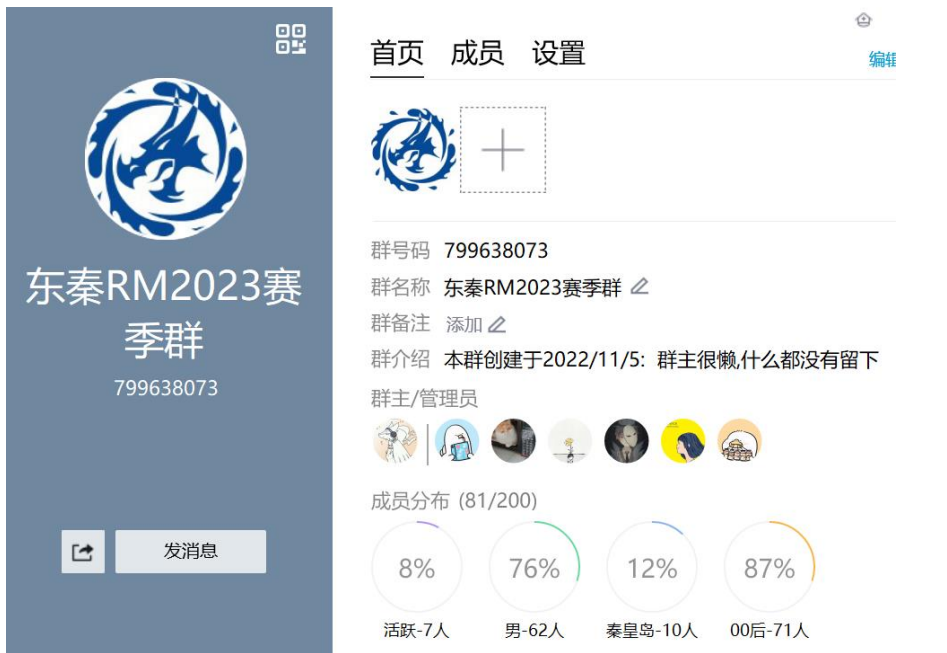 东秦RM2023赛
季群
799638073
发消息
首页 成员 设置
编辑
群号码 799638073
群名称 东秦RM2023赛季群
群备注 添加
群介绍 本群创建于2022/11/5: 群主很懒,什么都没有留下
群主/管理员
成员分布 (81/200)
8% 76% 12% 87%
活跃-7人 男-62人 秦皇岛-10人 00后-71人